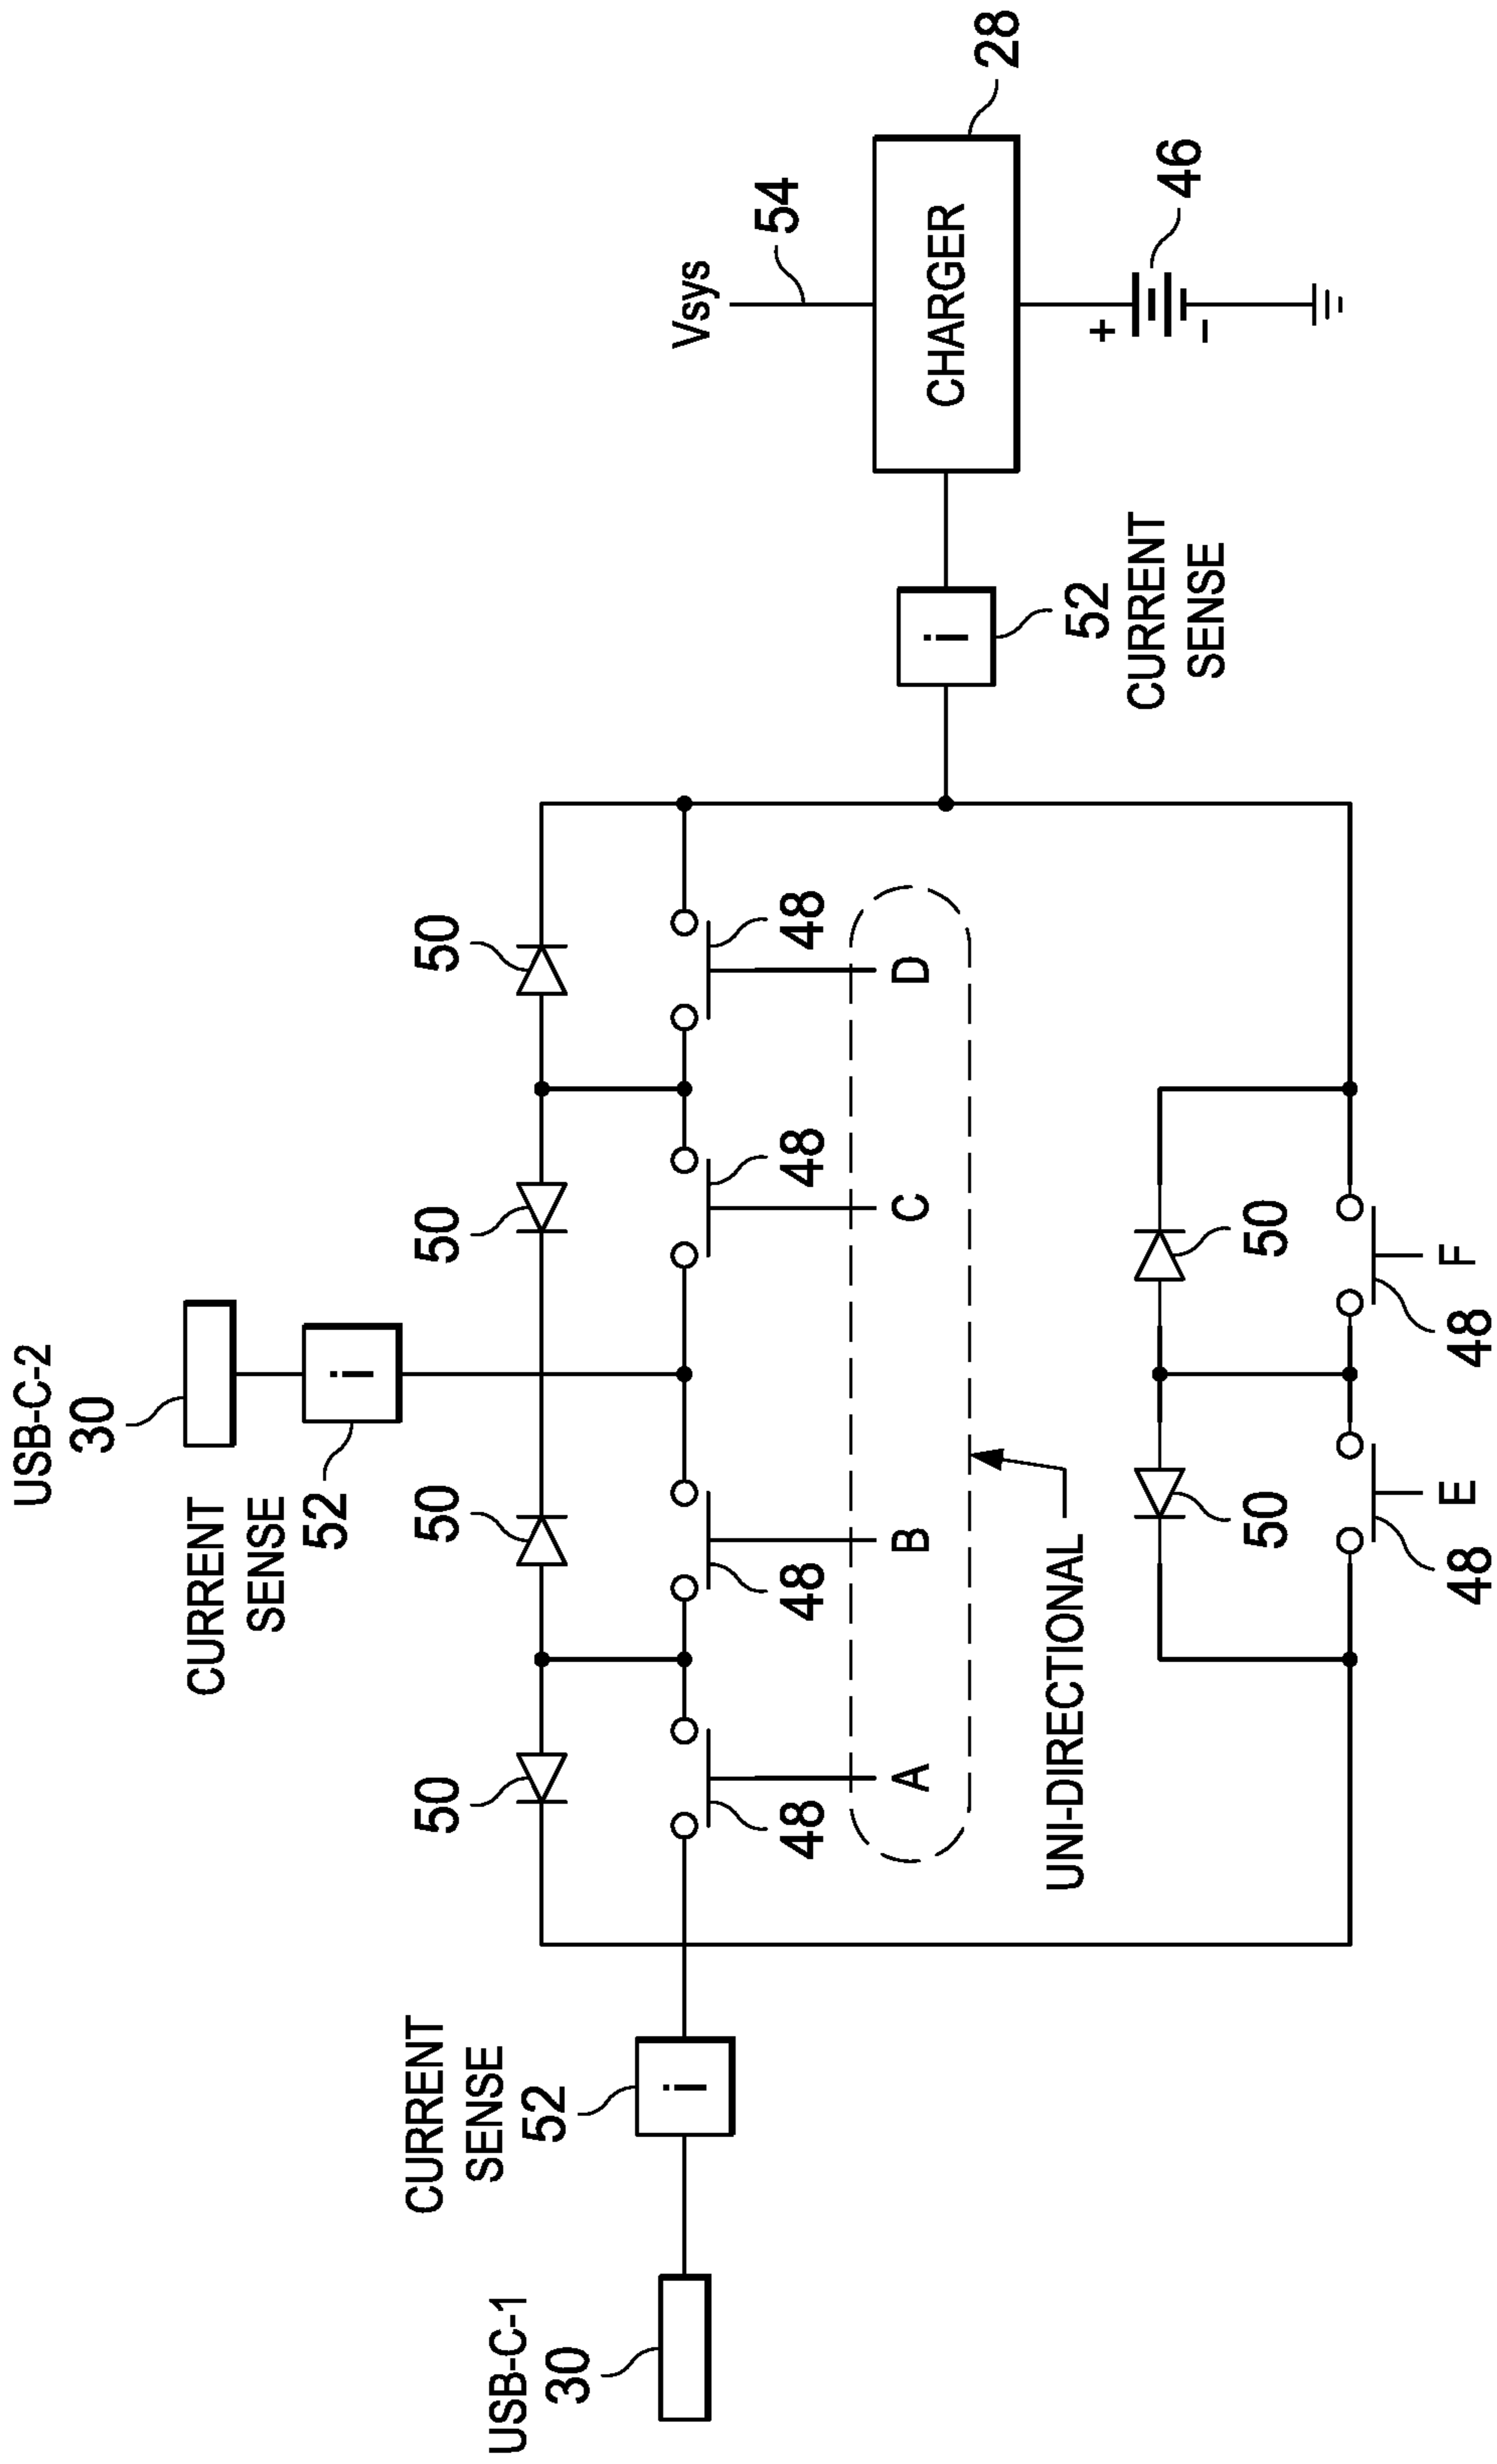 USB-C-2
30
CURRENT
SENSE
52
USB-C-1
30
CURRENT
SENSE
52
i
i
50
50
50
50
48
48
48
48
A
B
C
D
UNI-DIRECTIONAL
50
50
48
48
E
F
i
52
CURRENT
SENSE
Vsys
54
CHARGER
28
+
46
-